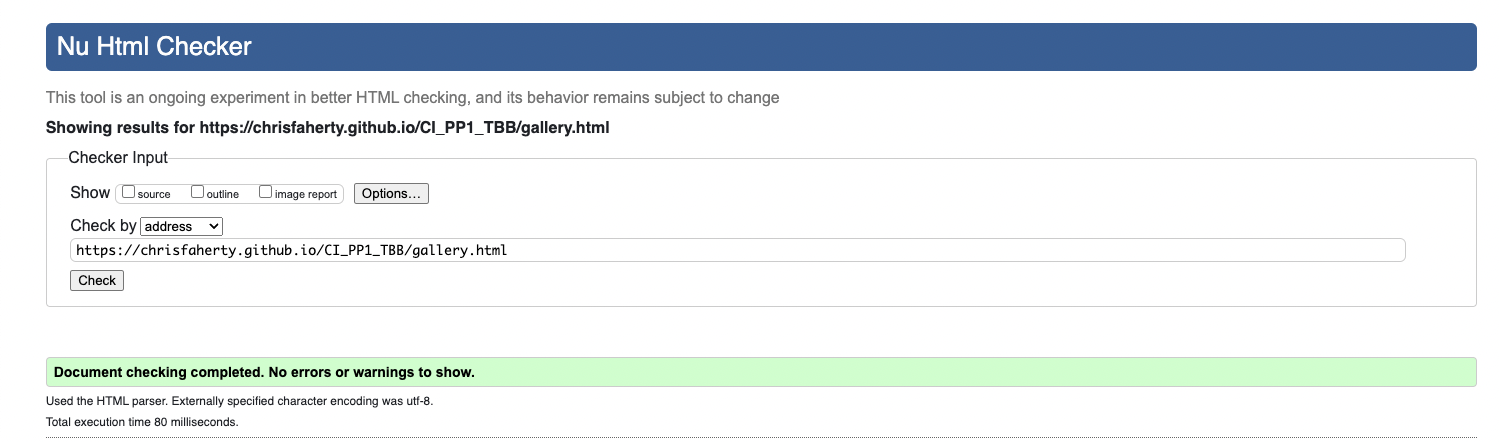 Nu Html Checker
This tool is an ongoing experiment in better HTML checking, and its behavior remains subject to change
Showing results for https://chrisfaherty.github.io/CI_PP1_TBB/gallery.html
Checker Input
Show source outline image report Options...
Check by address
https://chrisfaherty.github.io/CI_PP1_TBB/gallery.html
Check
Document checking completed. No errors or warnings to show.
Used the HTML parser. Externally specified character encoding was utf-8.
Total execution time 80 milliseconds.